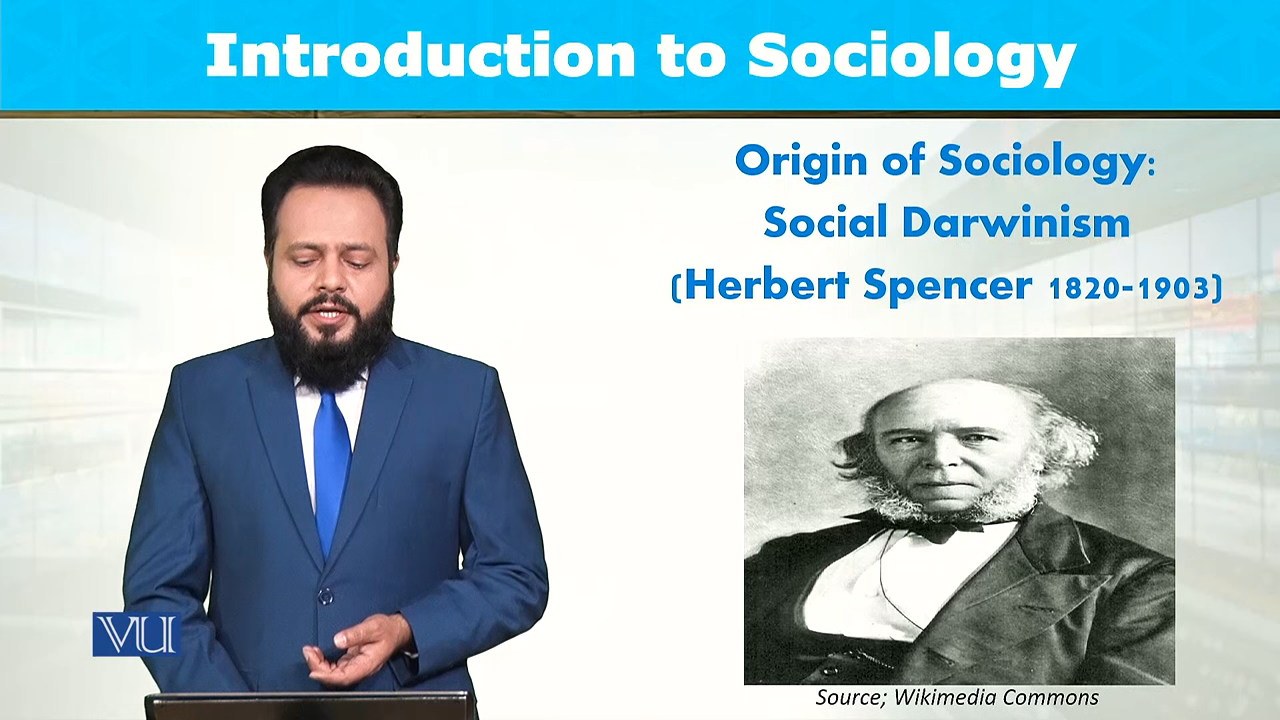 Introduction to Sociology
Origin of Sociology:
Social Darwinism
(Herbert Spencer 1820-1903)
VU
Source; Wikimedia Commons